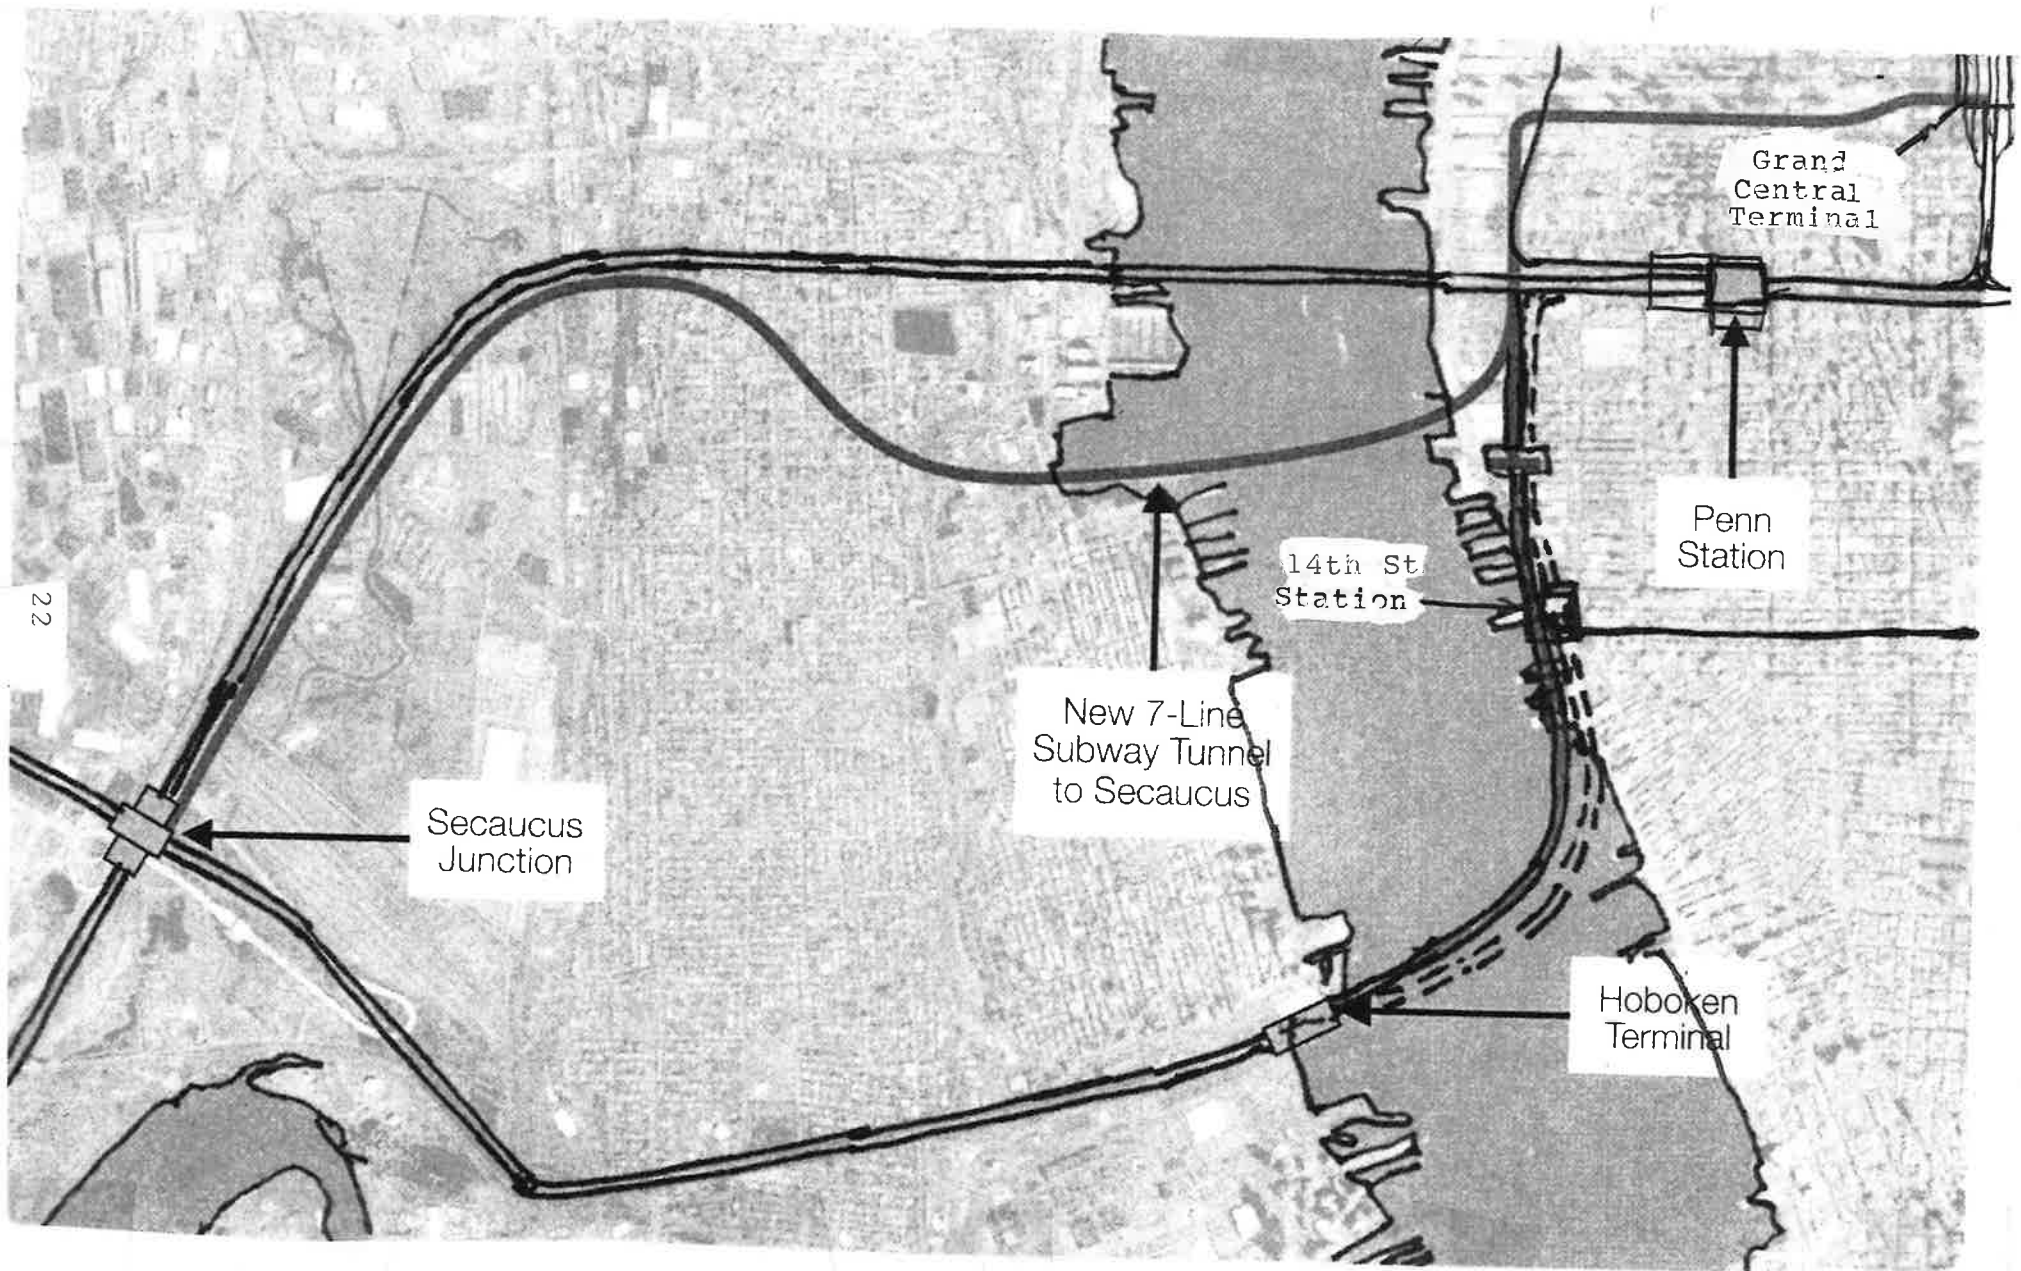 Grand
Central
Terminal
Penn
Station
14th St
Station
22
New 7-Line
Subway Tunnel
to Secaucus
Secaucus
Junction
Hoboken
Terminal